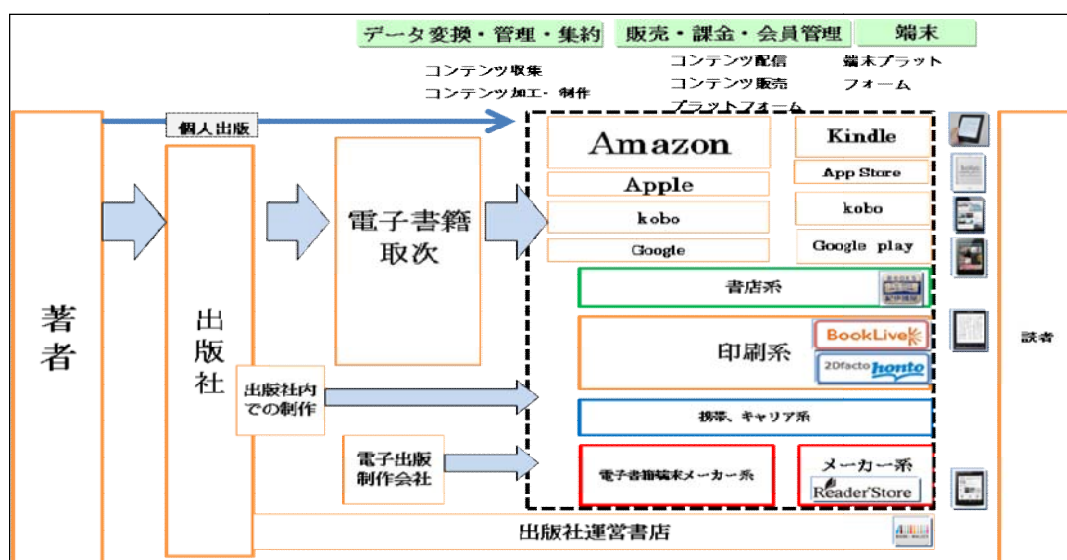 データ変換・管理・集約
販売・課金・会員管理
端末
コンテンツ収集
コンテンツ加工・制作
コンテンツ配信
コンテンツ販売
プラットフォーム
端末プラット
フォーム
個人出版
著者
出版社
電子書籍
取次
出版社内
での制作
電子出版
制作会社
Amazon
Kindle
Apple
App Store
kobo
kobo
Google
Google play
書店系
印刷系
BookLive
2Dfacto honto
携帯、キャリア系
電子書籍端末メーカー系
メーカー系
Reader Store
出版社運営書店
読者